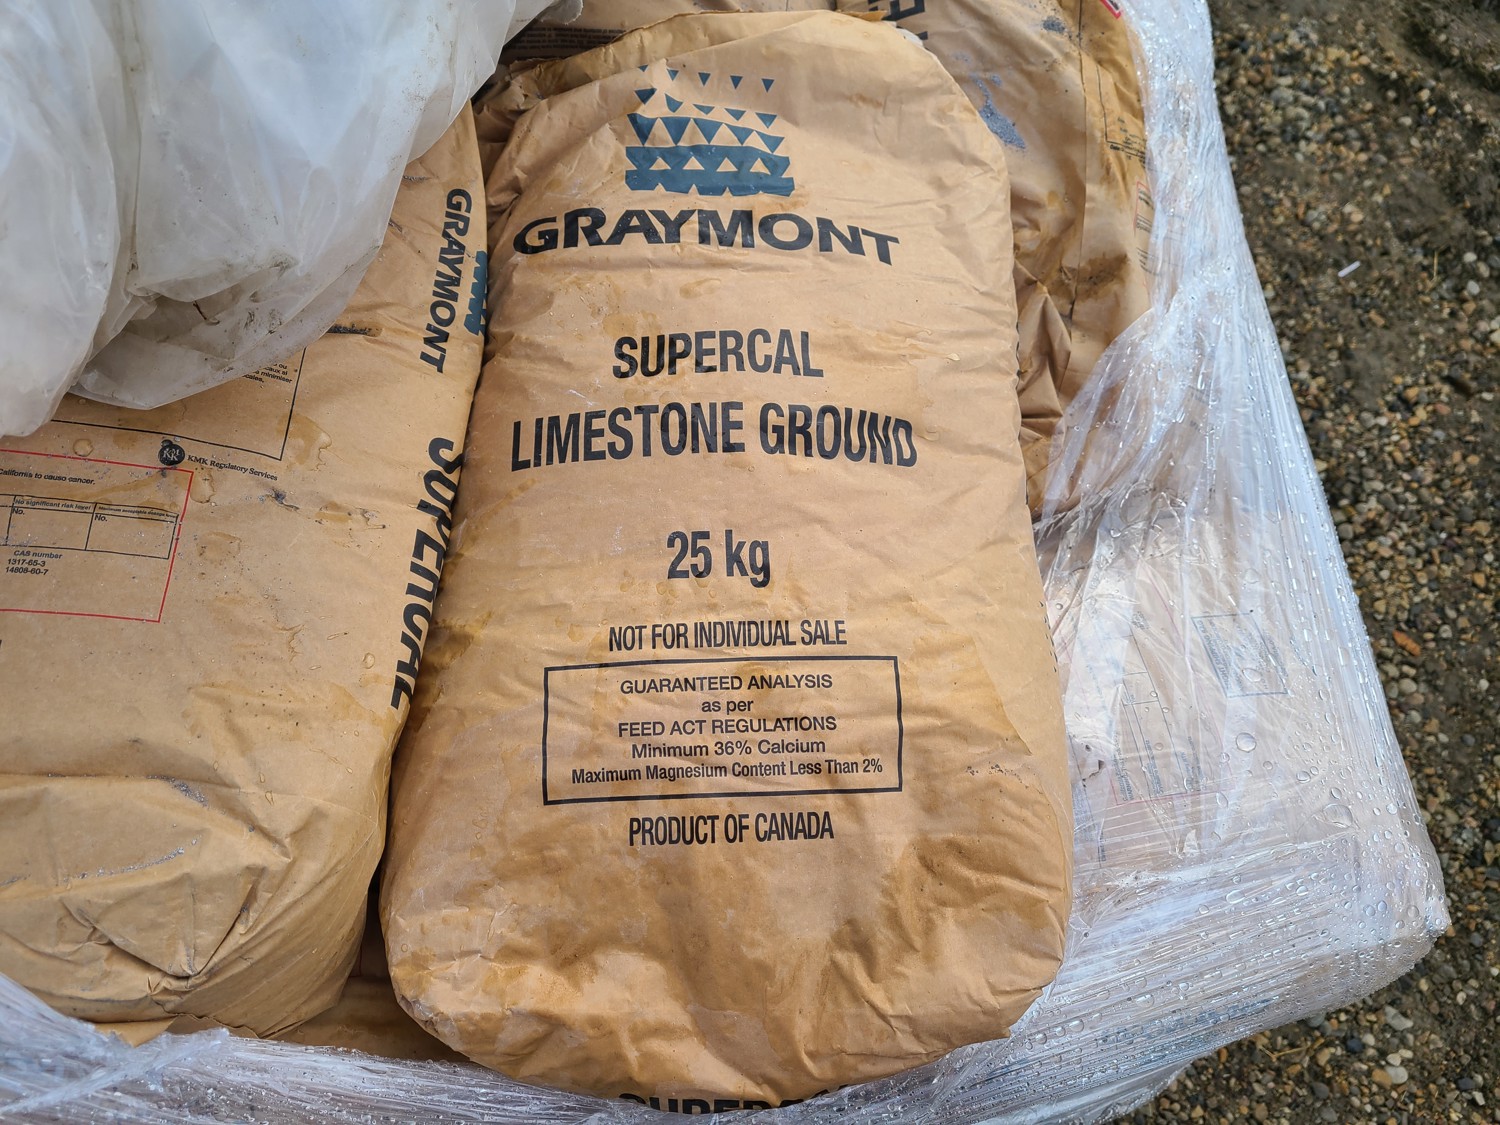 GRAYMONT
SUPERCAL
LIMESTONE GROUND
25 kg
NOT FOR INDIVIDUAL SALE
GUARANTEED ANALYSIS
as per
FEED ACT REGULATIONS
Minimum 36% Calcium
Maximum Magnesium Content Less Than 2%
PRODUCT OF CANADA
GRAYMONT
SUPERCAL
minimiser
KMK Regulatory Services
California to cause cancer.
No significant risk level
No.
No.
CAS number
1317-65-3
14808-60-7